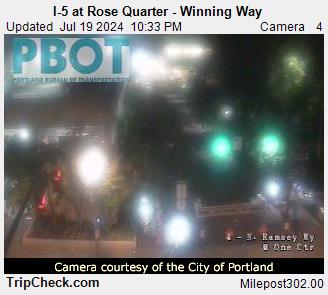 I-5 at Rose Quarter - Winning Way
Updated Jul 19 2024 10:33 PM Camera 4
PBOT
PORTLAND BUREAU OF TRANSPORTATION
4 - N. Ramsey Wy
@ One Ctr
Camera courtesy of the City of Portland
TripCheck.com Milepost302.00